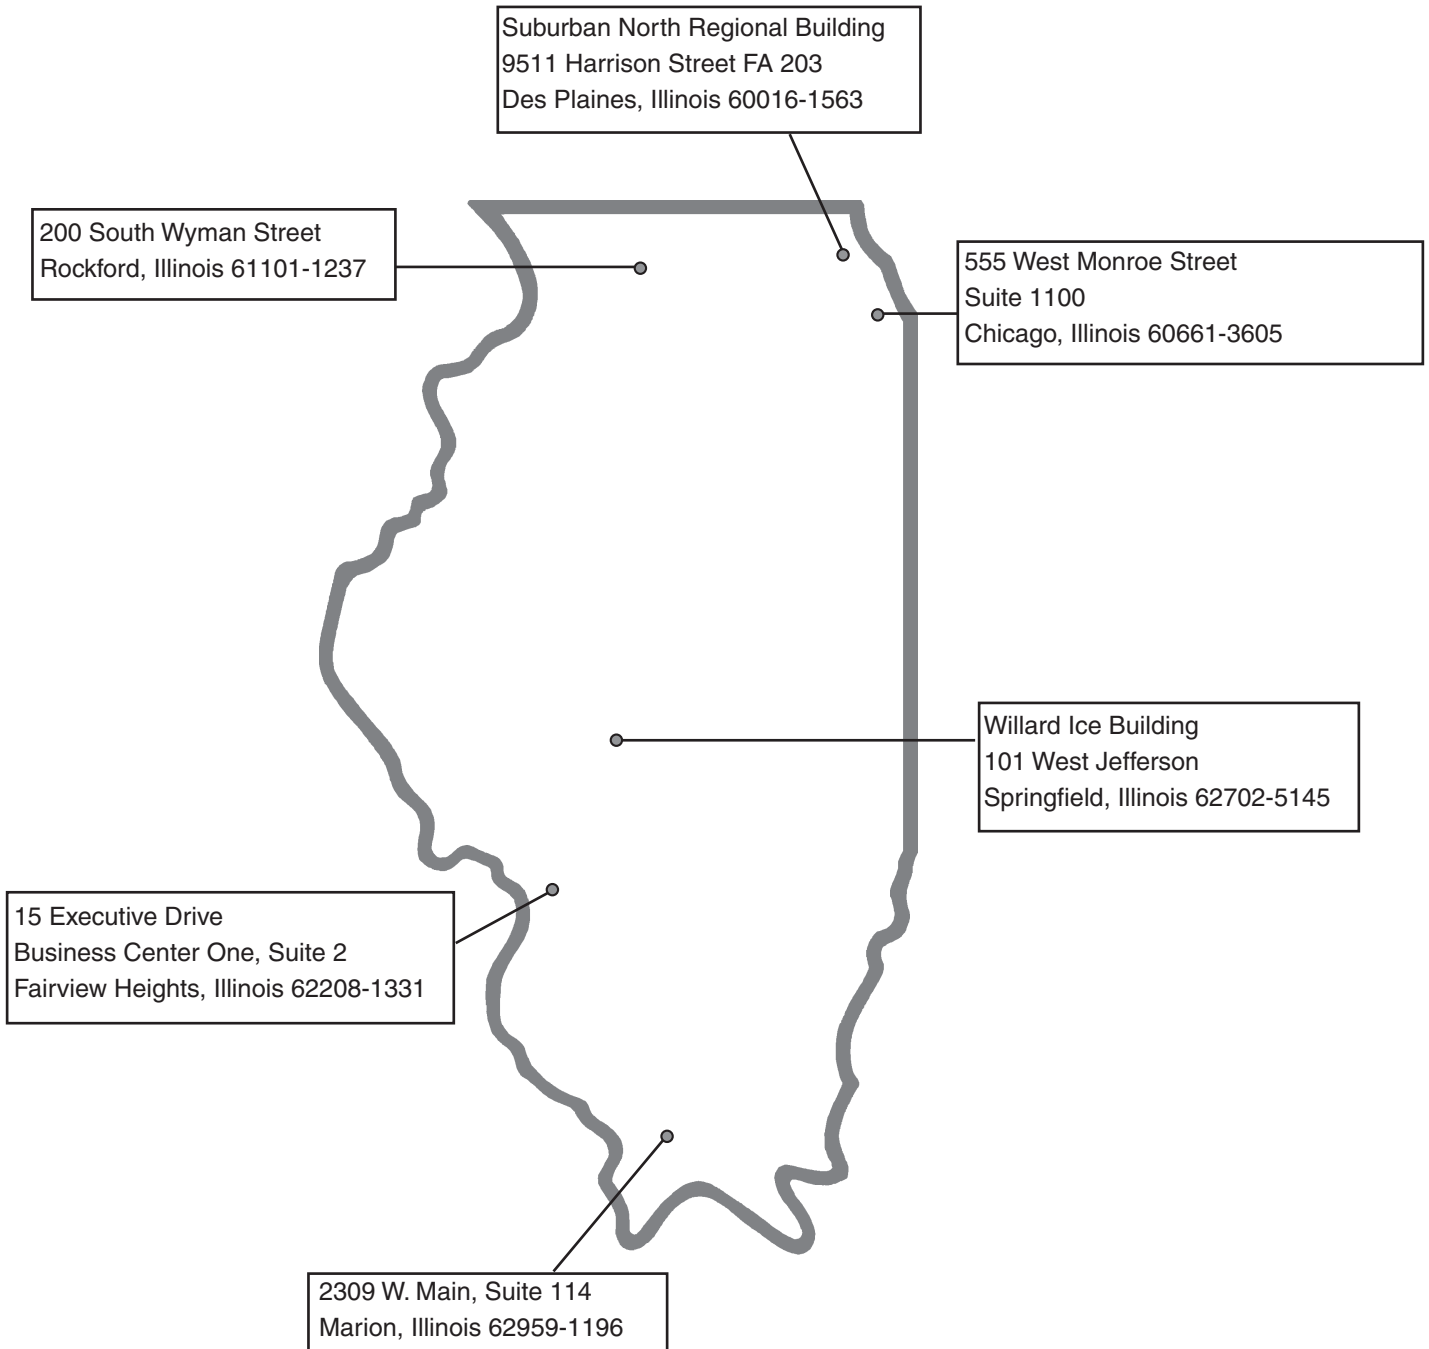 Suburban North Regional Building
9511 Harrison Street FA 203
Des Plaines, Illinois 60016-1563
200 South Wyman Street
Rockford, Illinois 61101-1237
555 West Monroe Street
Suite 1100
Chicago, Illinois 60661-3605
Willard Ice Building
101 West Jefferson
Springfield, Illinois 62702-5145
15 Executive Drive
Business Center One, Suite 2
Fairview Heights, Illinois 62208-1331
2309 W. Main, Suite 114
Marion, Illinois 62959-1196